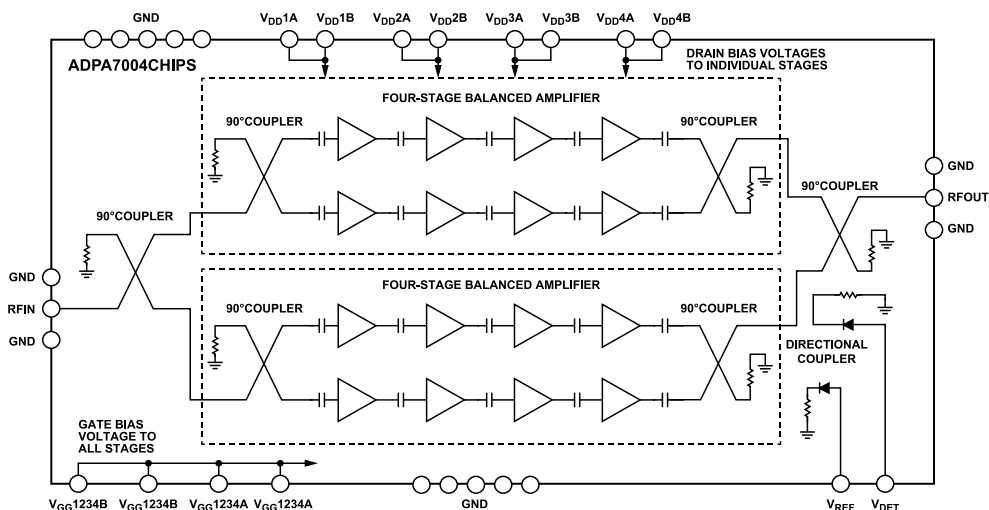 GND
VDD1A VDD1B VDD2A VDD2B VDD3A VDD3B VDD4A VDD4B
ADPA7004CHIPS
DRAIN BIAS VOLTAGES
TO INDIVIDUAL STAGES
FOUR-STAGE BALANCED AMPLIFIER
90°COUPLER
90°COUPLER
GND
90°COUPLER
RFOUT
90°COUPLER
GND
GND
RFIN
GND
FOUR-STAGE BALANCED AMPLIFIER
90°COUPLER
90°COUPLER
DIRECTIONAL
COUPLER
GATE BIAS
VOLTAGE TO
ALL STAGES
VGG1234B VGG1234B VGG1234A VGG1234A
GND
VREF VDET